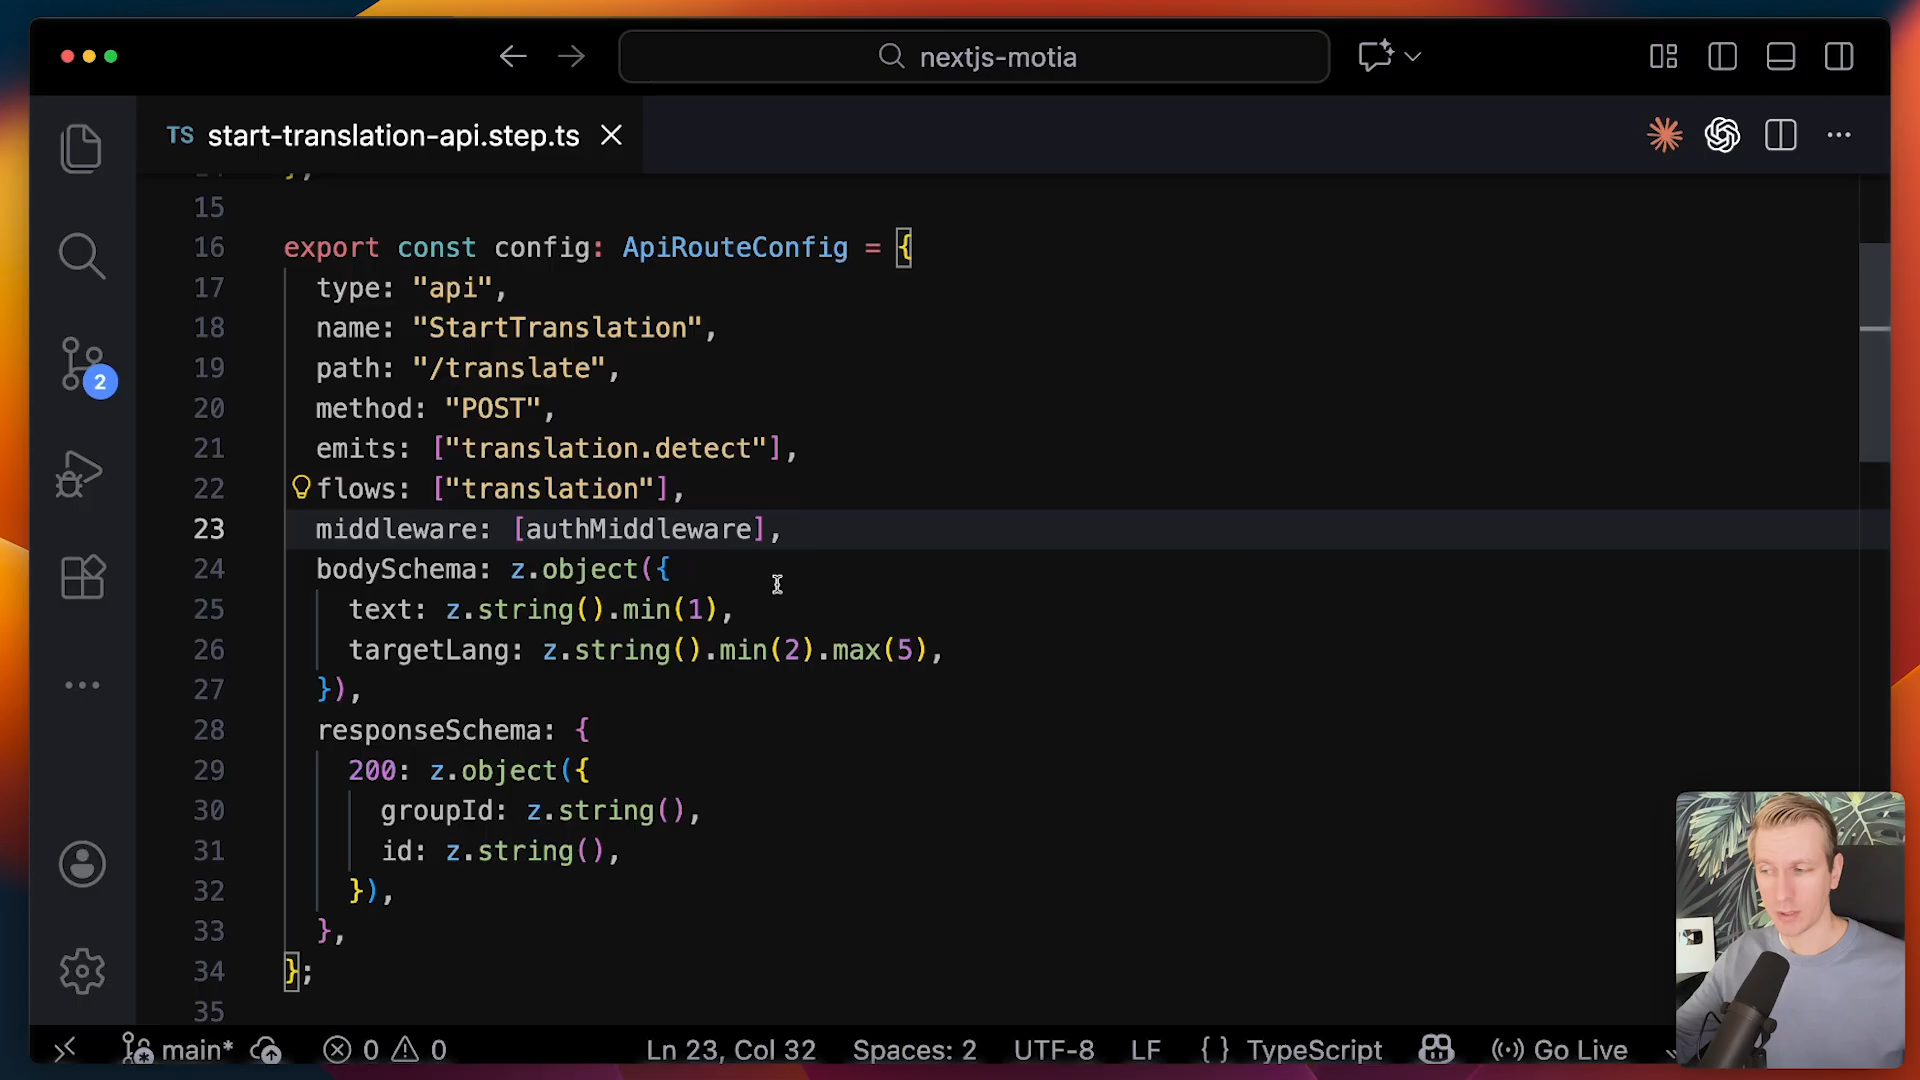 nextjs-motia
TS start-translation-api.step.ts
15
16 export const config: ApiRouteConfig = {
17 type: "api",
18 name: "StartTranslation",
19 path: "/translate",
20 method: "POST",
21 emits: ["translation.detect"],
22 flows: ["translation"],
23 middleware: [authMiddleware],
24 bodySchema: z.object({
25 text: z.string().min(1),
26 targetLang: z.string().min(2).max(5),
27 }),
28 responseSchema: {
29 200: z.object({
30 groupId: z.string(),
31 id: z.string(),
32 }),
33 },
34 };
35
2
main* 0 0 Ln 23, Col 32 Spaces: 2 UTF-8 LF { } TypeScript Go Live